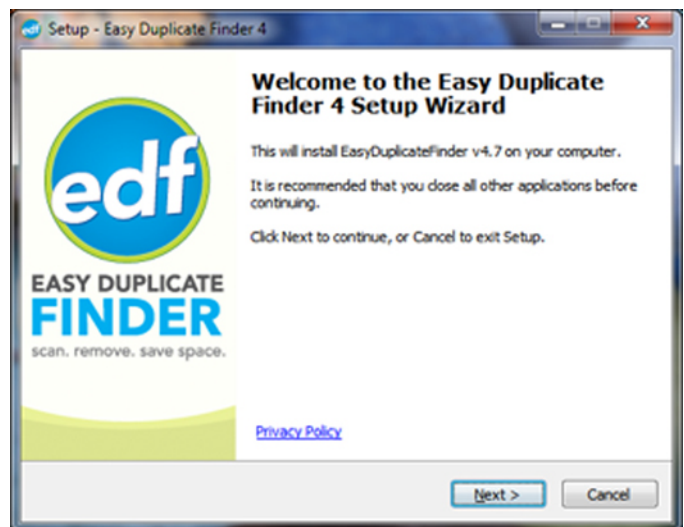 edf Setup - Easy Duplicate Finder 4
edf
EASY DUPLICATE
FINDER
scan. remove. save space.
Welcome to the Easy Duplicate
Finder 4 Setup Wizard
This will install EasyDuplicateFinder v4.7 on your computer.
It is recommended that you close all other applications before
continuing.
Click Next to continue, or Cancel to exit Setup.
Privacy Policy
Next >
Cancel